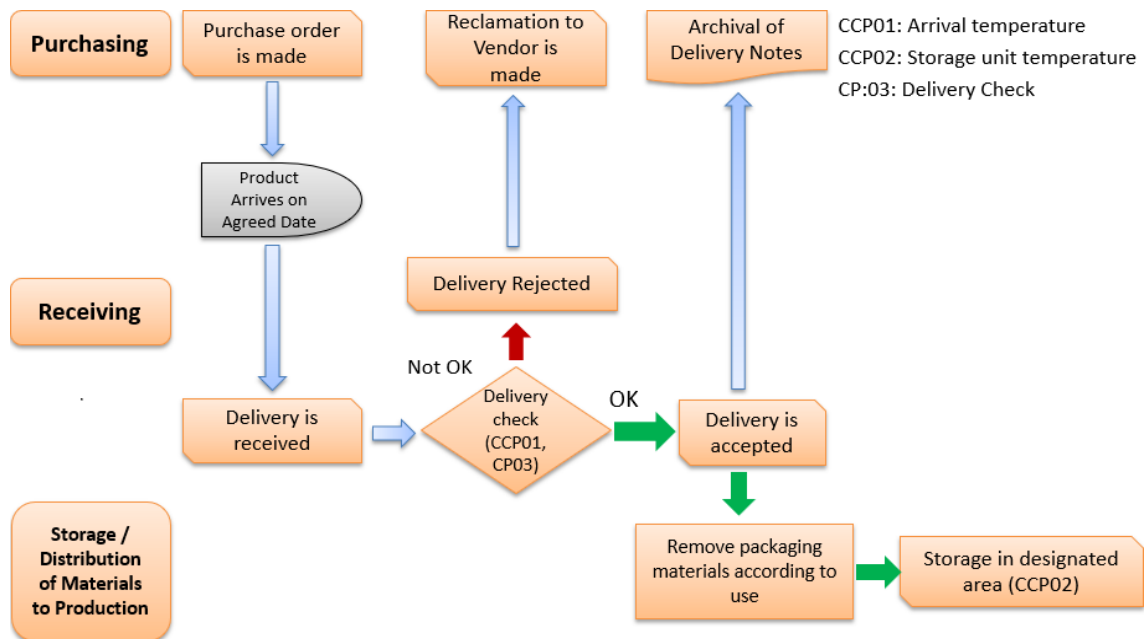 Purchasing
Purchase order
is made
Reclamation to
Vendor is
made
Archival of
Delivery Notes
CCP01: Arrival temperature
CCP02: Storage unit temperature
CP:03: Delivery Check
Product
Arrives on
Agreed Date
Receiving
Delivery Rejected
Not OK
Delivery is
received
Delivery
check
(CCP01,
CP03)
OK
Delivery is
accepted
Storage /
Distribution
of Materials
to Production
Remove packaging
materials according to
use
Storage in designated
area (CCP02)